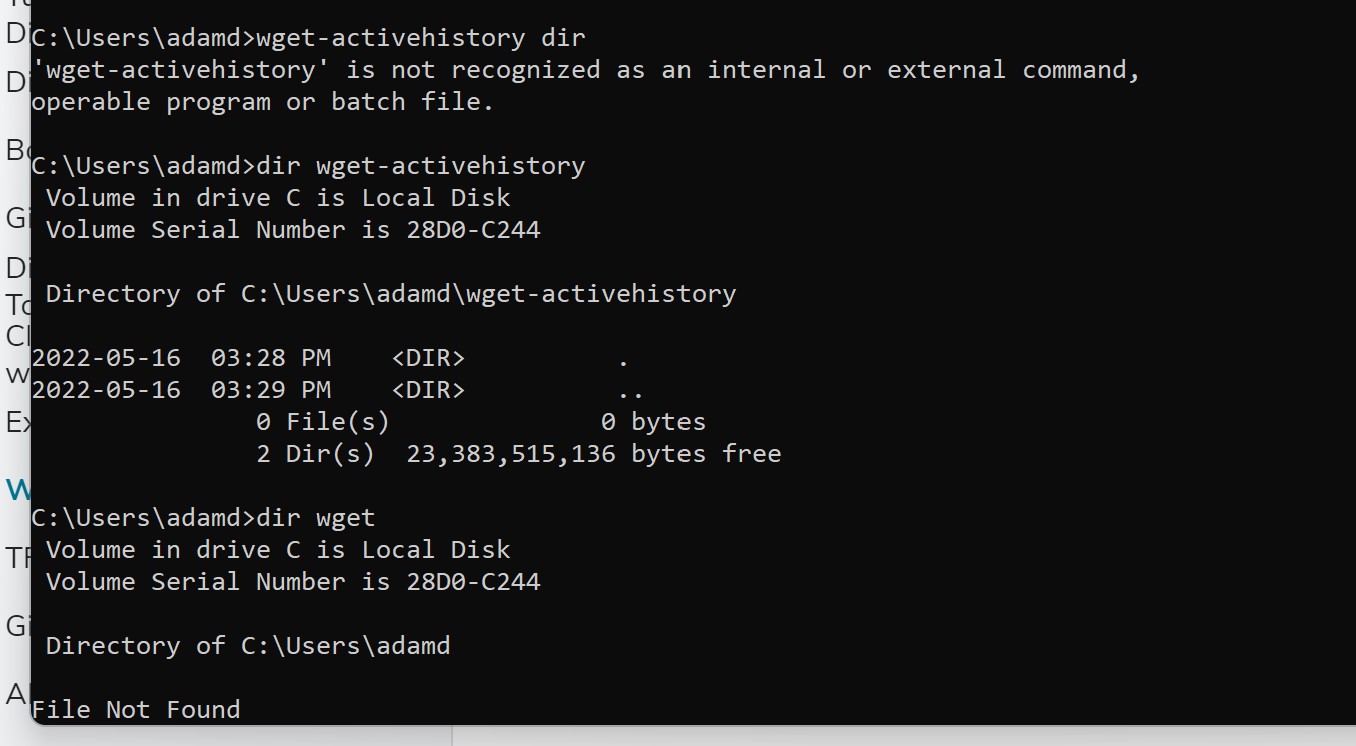 C:\Users\adamd>wget-activehistory dir
'wget-activehistory' is not recognized as an internal or external command,
operable program or batch file.
C:\Users\adamd>dir wget-activehistory
Volume in drive C is Local Disk
Volume Serial Number is 28D0-C244
Directory of C:\Users\adamd\wget-activehistory
2022-05-16  03:28 PM    <DIR>          .
2022-05-16  03:29 PM    <DIR>          ..
0 File(s)              0 bytes
2 Dir(s)  23,383,515,136 bytes free
C:\Users\adamd>dir wget
Volume in drive C is Local Disk
Volume Serial Number is 28D0-C244
Directory of C:\Users\adamd
File Not Found